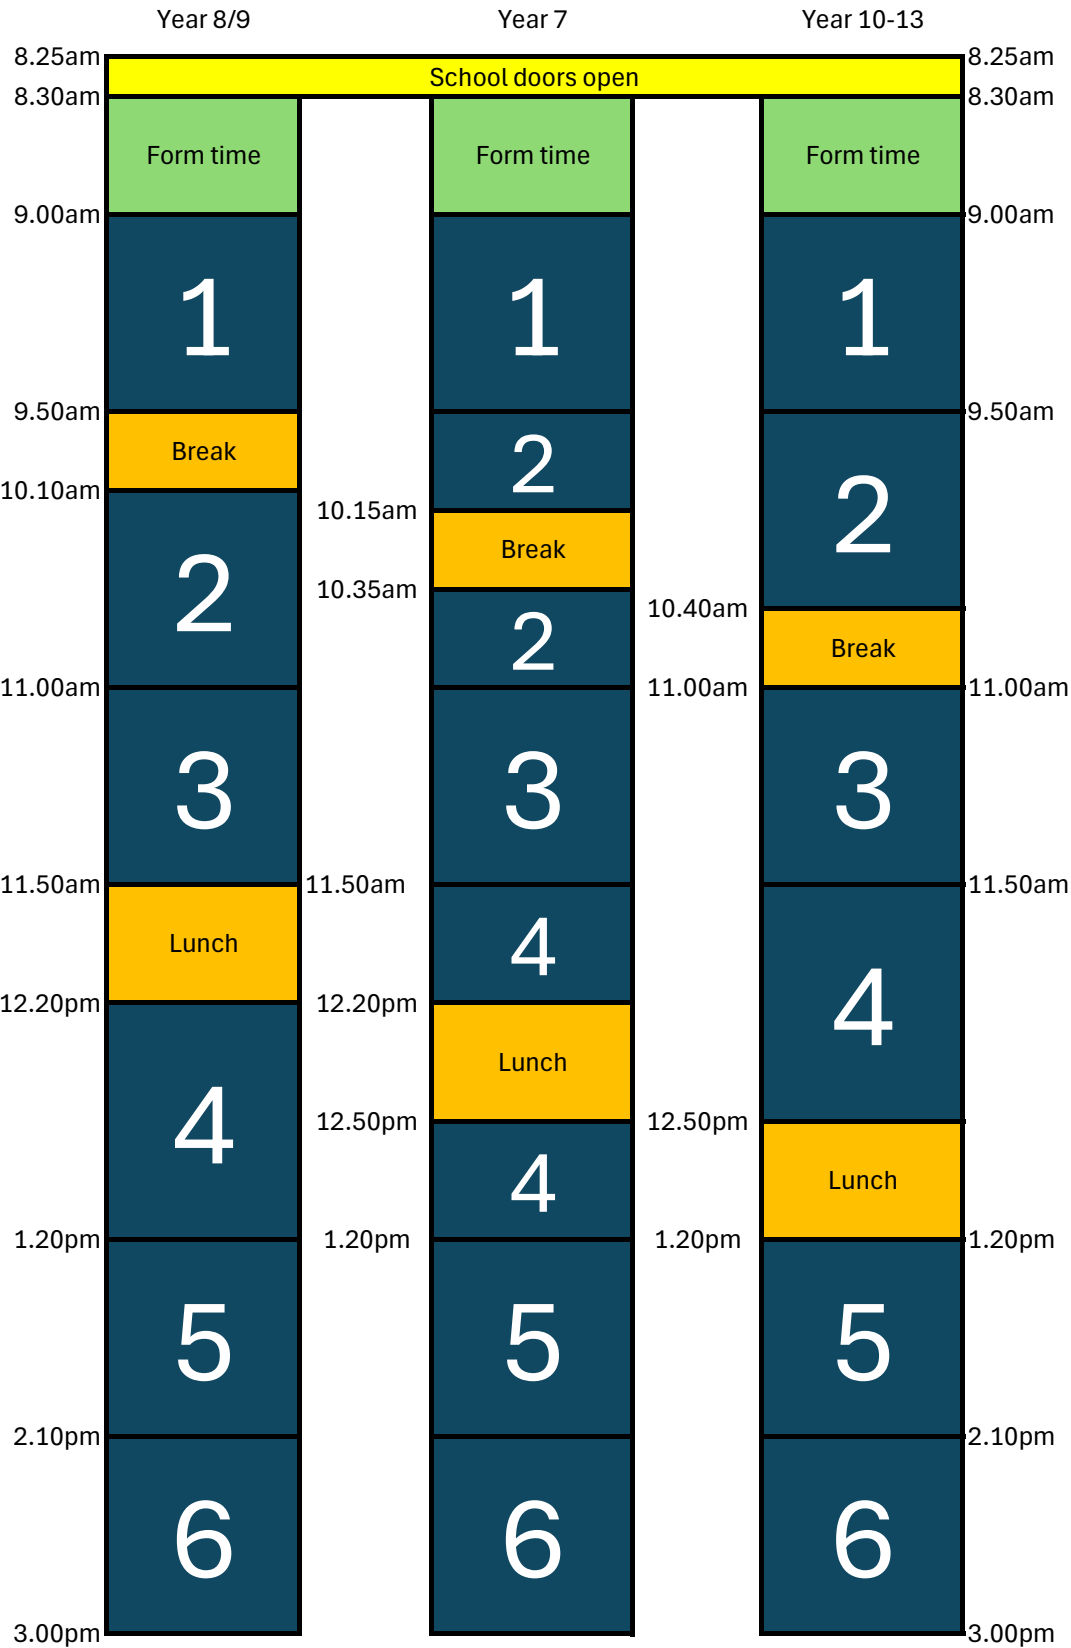 Year 8/9 Year 7 Year 10-13
8.25am 8.25am
School doors open
8.30am 8.30am
Form time Form time Form time
9.00am 9.00am
1 1 1
9.50am 9.50am
Break 2
10.10am 2
10.15am
Break
2 10.35am
10.40am
2 Break
11.00am 11.00am 11.00am
3 3 3
11.50am 11.50am 11.50am
Lunch 4
12.20pm 12.20pm 4
Lunch
4 12.50pm 12.50pm
4 Lunch
1.20pm 1.20pm 1.20pm 1.20pm
5 5 5
2.10pm 2.10pm
6 6 6
3.00pm 3.00pm